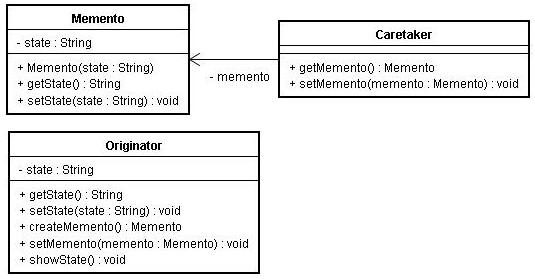 Memento
- state : String
+ Memento(state : String)
+ getState() : String
+ setState(state : String) : void
- memento
Caretaker
+ getMemento() : Memento
+ setMemento(memento : Memento) : void
Originator
- state : String
+ getState() : String
+ setState(state : String) : void
+ createMemento() : Memento
+ setMemento(memento : Memento) : void
+ showState() : void